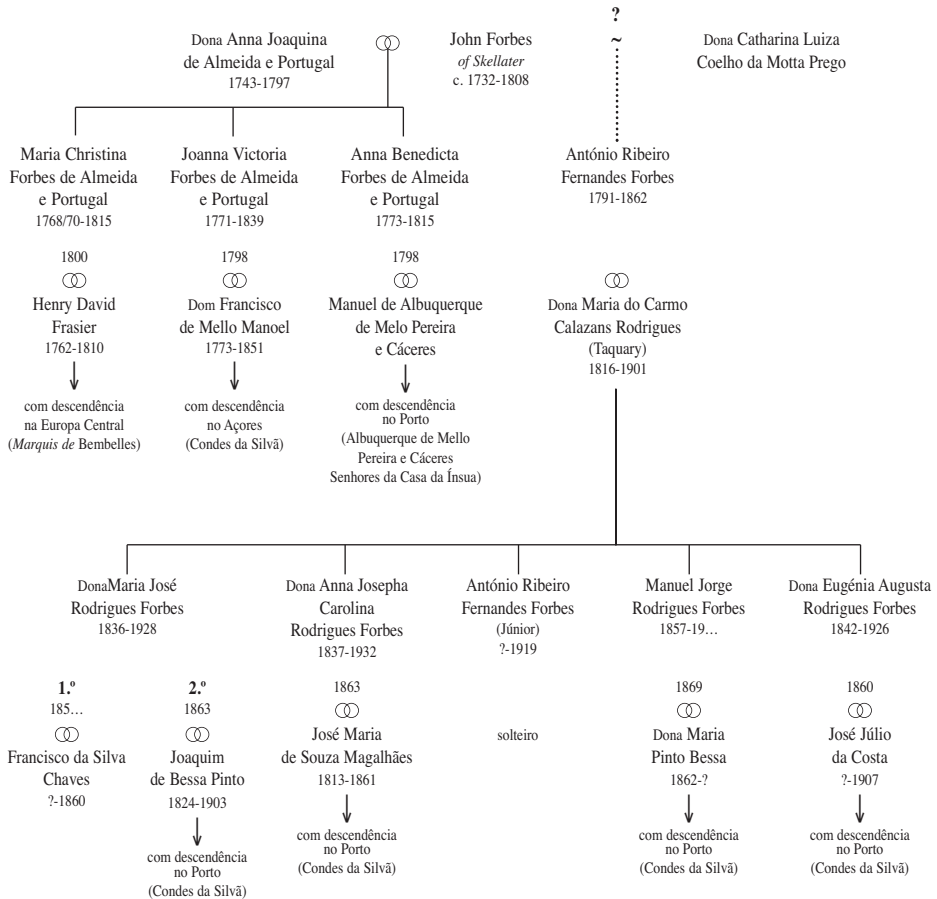 ?
Dona Anna Joaquina
de Almeida e Portugal
1743-1797
John Forbes
of Skellater
c. 1732-1808
~
Dona Catharina Luiza
Coelho da Motta Prego
Maria Christina
Forbes de Almeida
e Portugal
1768/70-1815
Joanna Victoria
Forbes de Almeida
e Portugal
1771-1839
Anna Benedicta
Forbes de Almeida
e Portugal
1773-1815
António Ribeiro
Fernandes Forbes
1791-1862
1800
Henry David
Frasier
1762-1810
com descendência
na Europa Central
(Marquis de Bembelles)
1798
Dom Francisco
de Mello Manoel
1773-1851
com descendência
no Açores
(Condes da Silvã)
1798
Manuel de Albuquerque
de Melo Pereira
e Cáceres
com descendência
no Porto
(Albuquerque de Mello
Pereira e Cáceres
Senhores da Casa da Ínsua)
Dona Maria do Carmo
Calazans Rodrigues
(Taquary)
1816-1901
DonaMaria José
Rodrigues Forbes
1836-1928
Dona Anna Josepha
Carolina
Rodrigues Forbes
1837-1932
António Ribeiro
Fernandes Forbes
(Júnior)
?-1919
Manuel Jorge
Rodrigues Forbes
1857-19...
Dona Eugénia Augusta
Rodrigues Forbes
1842-1926
1.º
185...
Francisco da Silva
Chaves
?-1860
2.º
1863
Joaquim
de Bessa Pinto
1824-1903
com descendência
no Porto
(Condes da Silvã)
1863
José Maria
de Souza Magalhães
1813-1861
com descendência
no Porto
(Condes da Silvã)
solteiro
1869
Dona Maria
Pinto Bessa
1862-?
com descendência
no Porto
(Condes da Silvã)
1860
José Júlio
da Costa
?-1907
com descendência
no Porto
(Condes da Silvã)